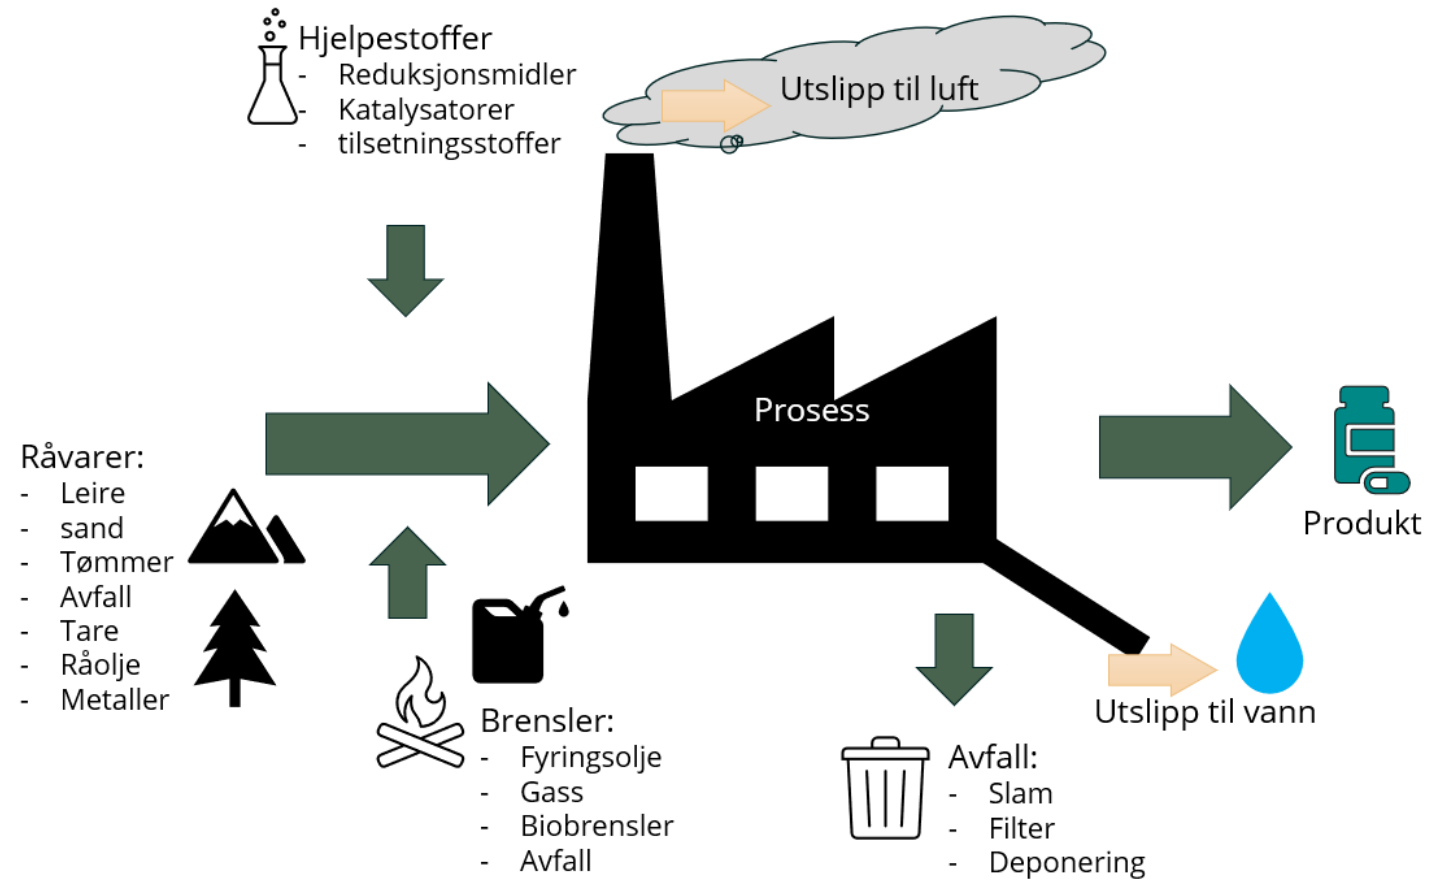 Hjelpestoffer
- Reduksjonsmidler
- Katalysatorer
- tilsetningsstoffer
Utslipp til luft
Prosess
Råvarer:
- Leire
- sand
- Tømmer
- Avfall
- Tare
- Råolje
- Metaller
Brensler:
- Fyringsolje
- Gass
- Biobrensler
- Avfall
Produkt
Utslipp til vann
Avfall:
- Slam
- Filter
- Deponering